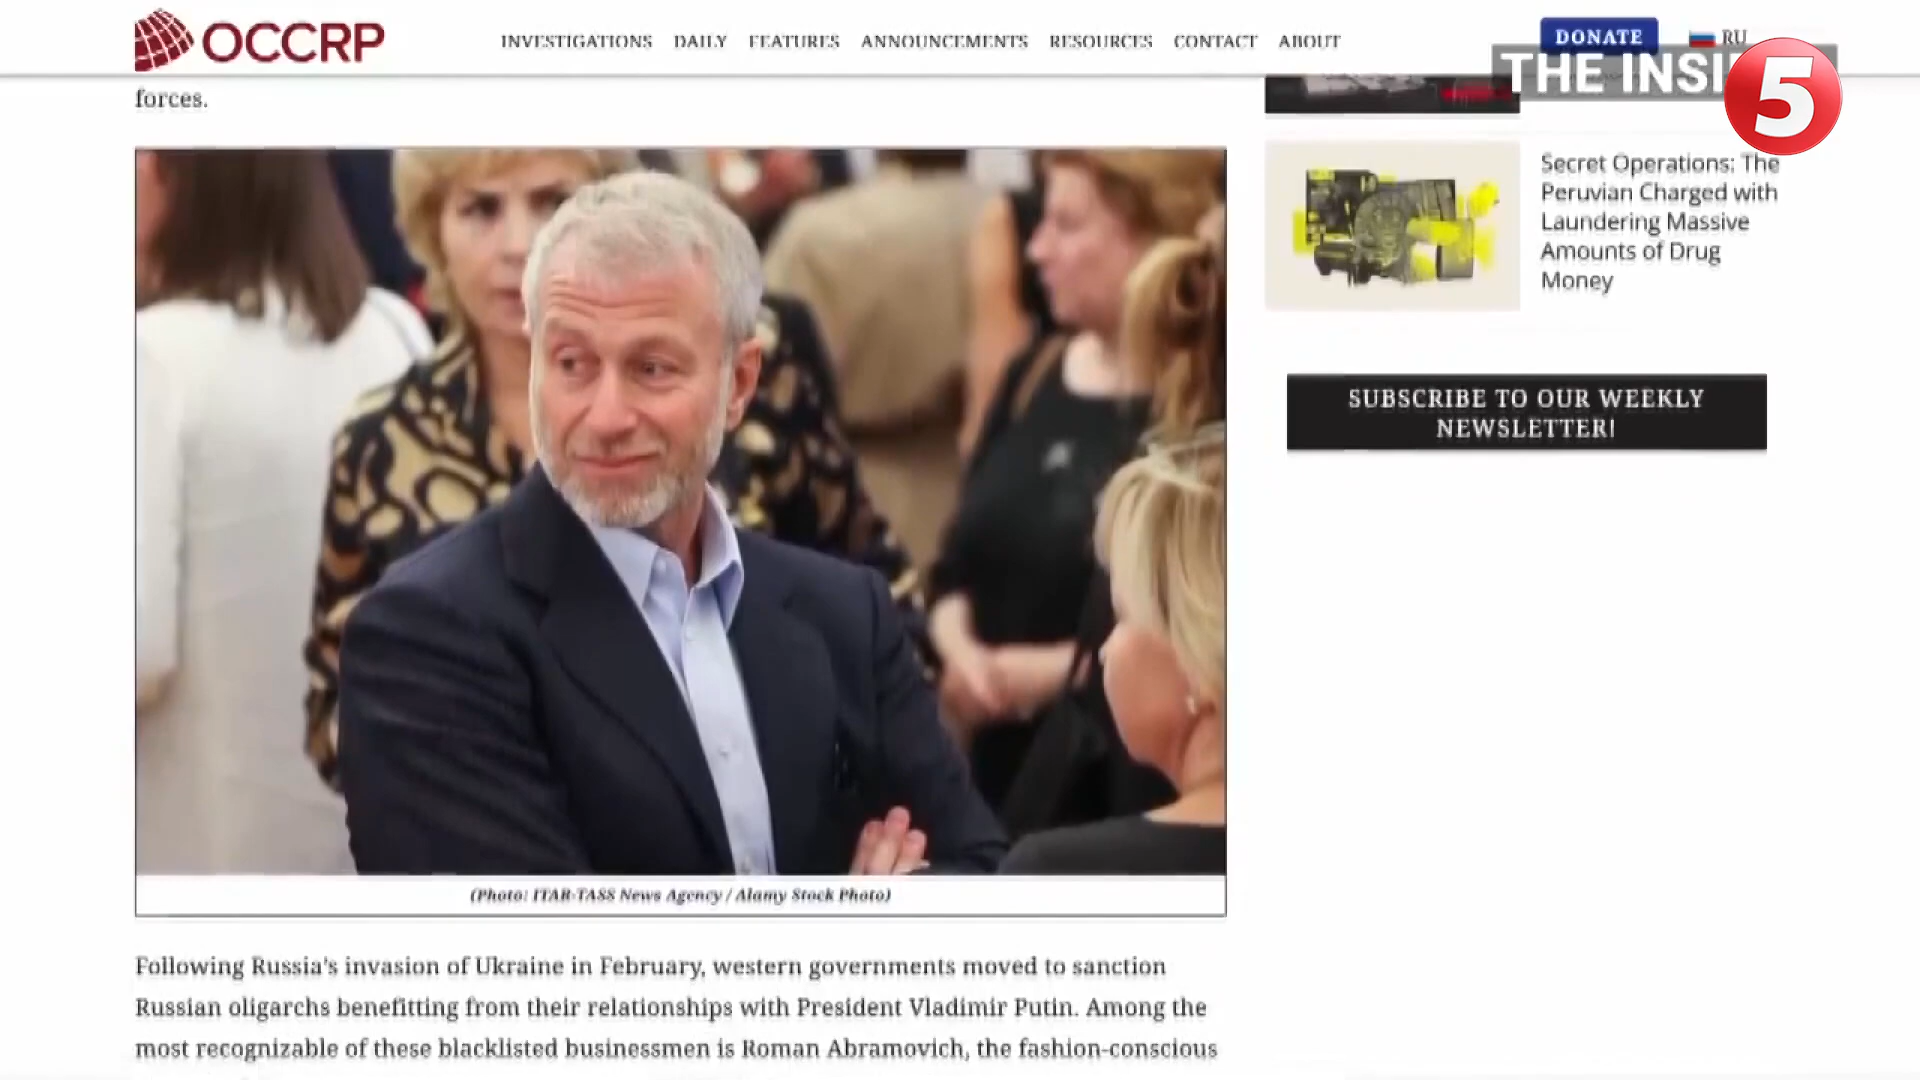 OCCRP
INVESTIGATIONS DAILY FEATURES ANNOUNCEMENTS RESOURCES CONTACT ABOUT
DONATE
RU
THE INSI
5
forces.
Secret Operations: The
Peruvian Charged with
Laundering Massive
Amounts of Drug
Money
SUBSCRIBE TO OUR WEEKLY
NEWSLETTER!
(Photo: ITAR-TASS News Agency / Alamy Stock Photo)
Following Russia's invasion of Ukraine in February, western governments moved to sanction
Russian oligarchs benefitting from their relationships with President Vladimir Putin. Among the
most recognizable of these blacklisted businessmen is Roman Abramovich, the fashion-conscious